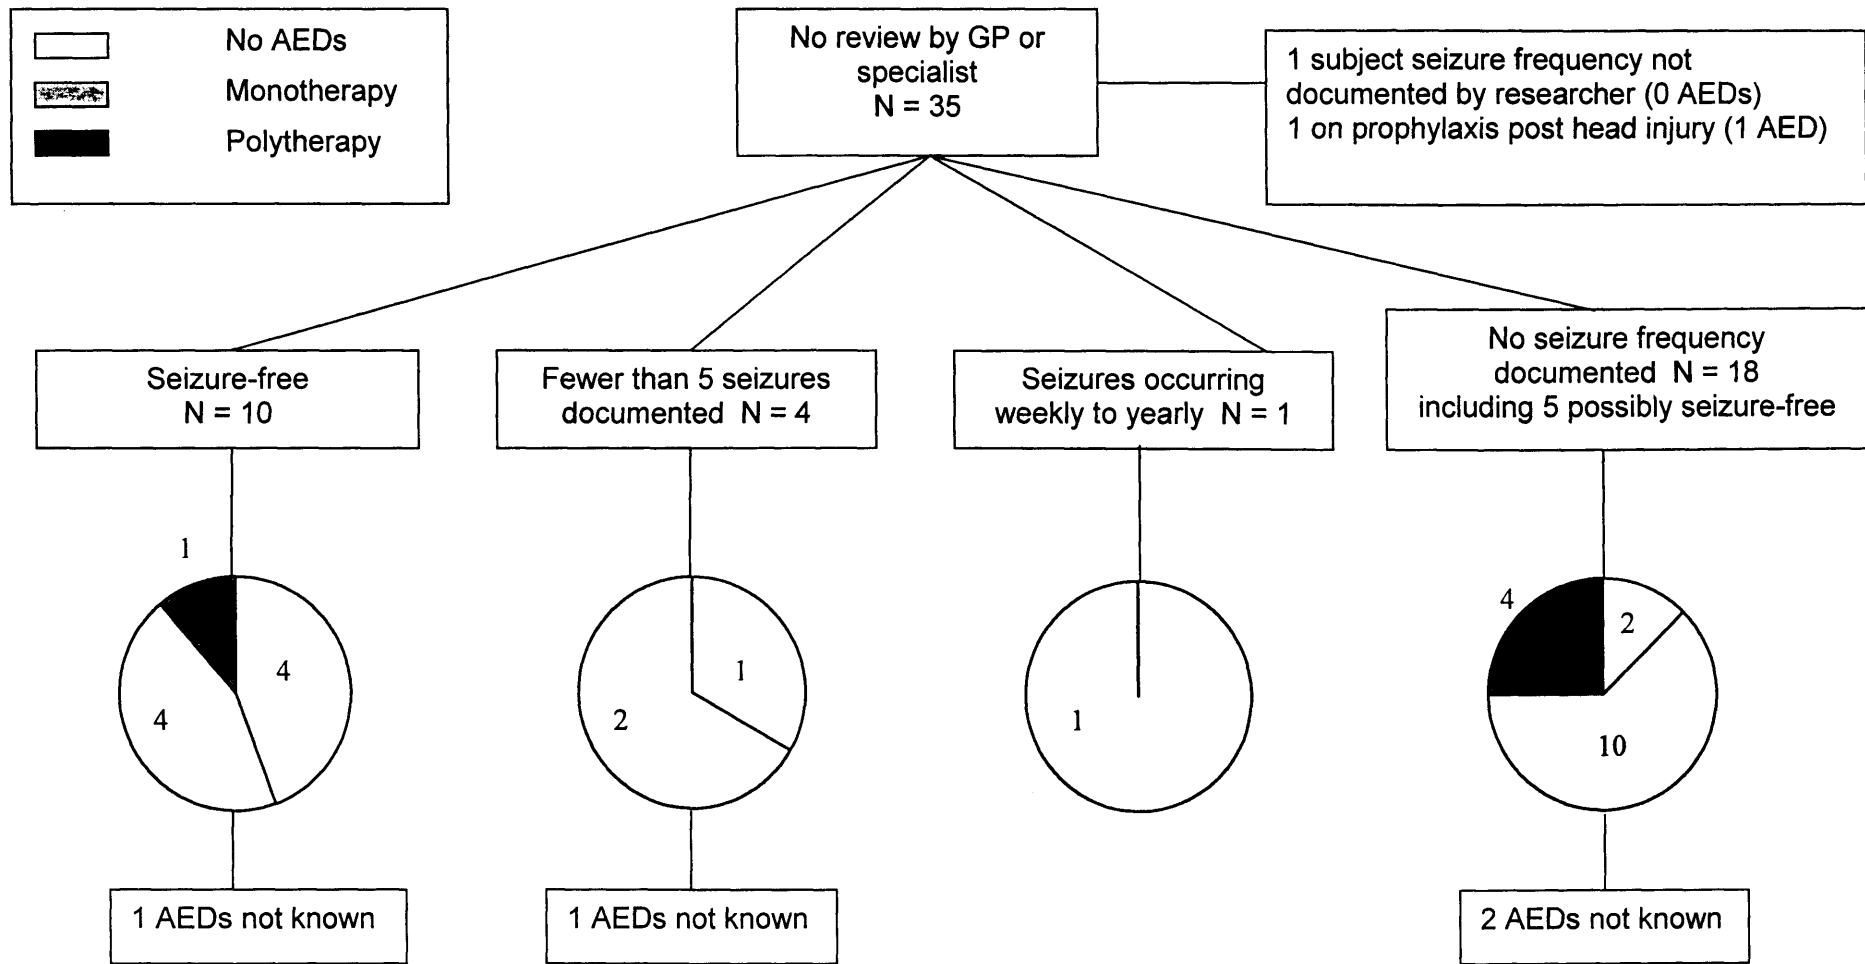 No AEDs
Monotherapy
Polytherapy
No review by GP or
specialist
N = 35
1 subject seizure frequency not
documented by researcher (0 AEDs)
1 on prophylaxis post head injury (1 AED)
Seizure-free
N = 10
Fewer than 5 seizures
documented N = 4
Seizures occurring
weekly to yearly N = 1
No seizure frequency
documented N = 18
including 5 possibly seizure-free
1
4
4
1
2
1
4
2
10
1 AEDs not known
1 AEDs not known
2 AEDs not known